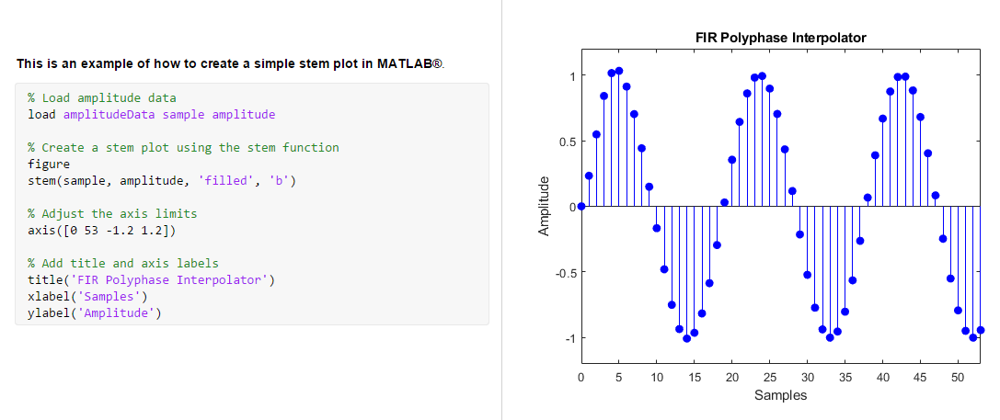 This is an example of how to create a simple stem plot in MATLAB®.
% Load amplitude data
load amplitudeData sample amplitude
% Create a stem plot using the stem function
figure
stem(sample, amplitude, 'filled', 'b')
% Adjust the axis limits
axis([0 53 -1.2 1.2])
% Add title and axis labels
title('FIR Polyphase Interpolator')
xlabel('Samples')
ylabel('Amplitude')
FIR Polyphase Interpolator
Amplitude
1
0.5
0
-0.5
-1
0 5 10 15 20 25 30 35 40 45 50
Samples